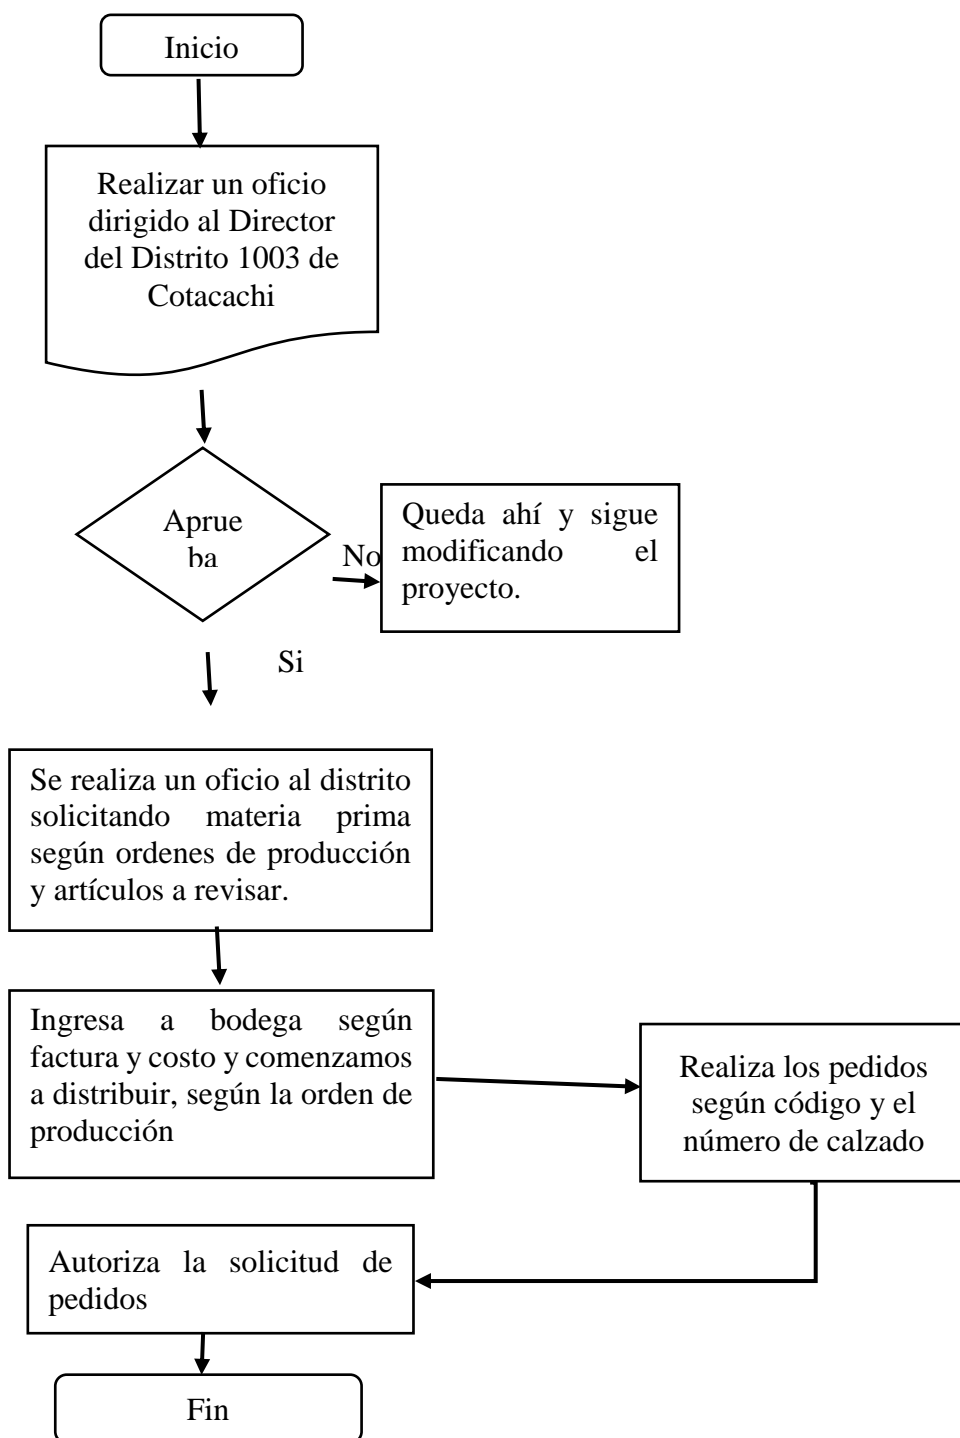 Inicio
Realizar un oficio
dirigido al Director
del Distrito 1003 de
Cotacachi
Aprue
ba
No
Queda ahí y sigue
modificando el
proyecto.
Si
Se realiza un oficio al distrito
solicitando materia prima
según ordenes de producción
y artículos a revisar.
Ingresa a bodega según
factura y costo y comenzamos
a distribuir, según la orden de
producción
Realiza los pedidos
según código y el
número de calzado
Autoriza la solicitud de
pedidos
Fin